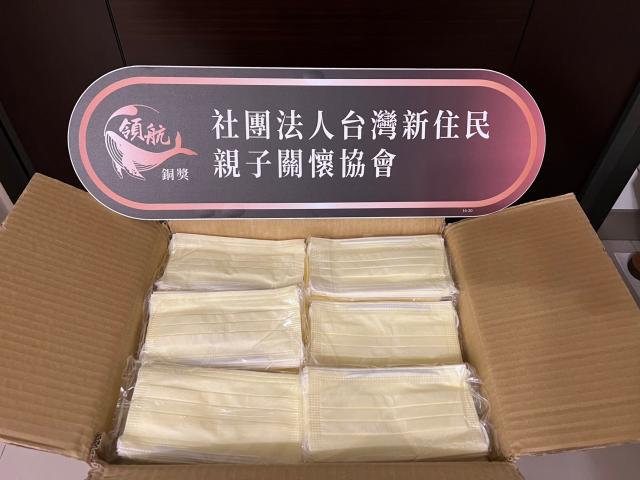 領航
銅獎
社團法人台灣新住民
親子關懷協會